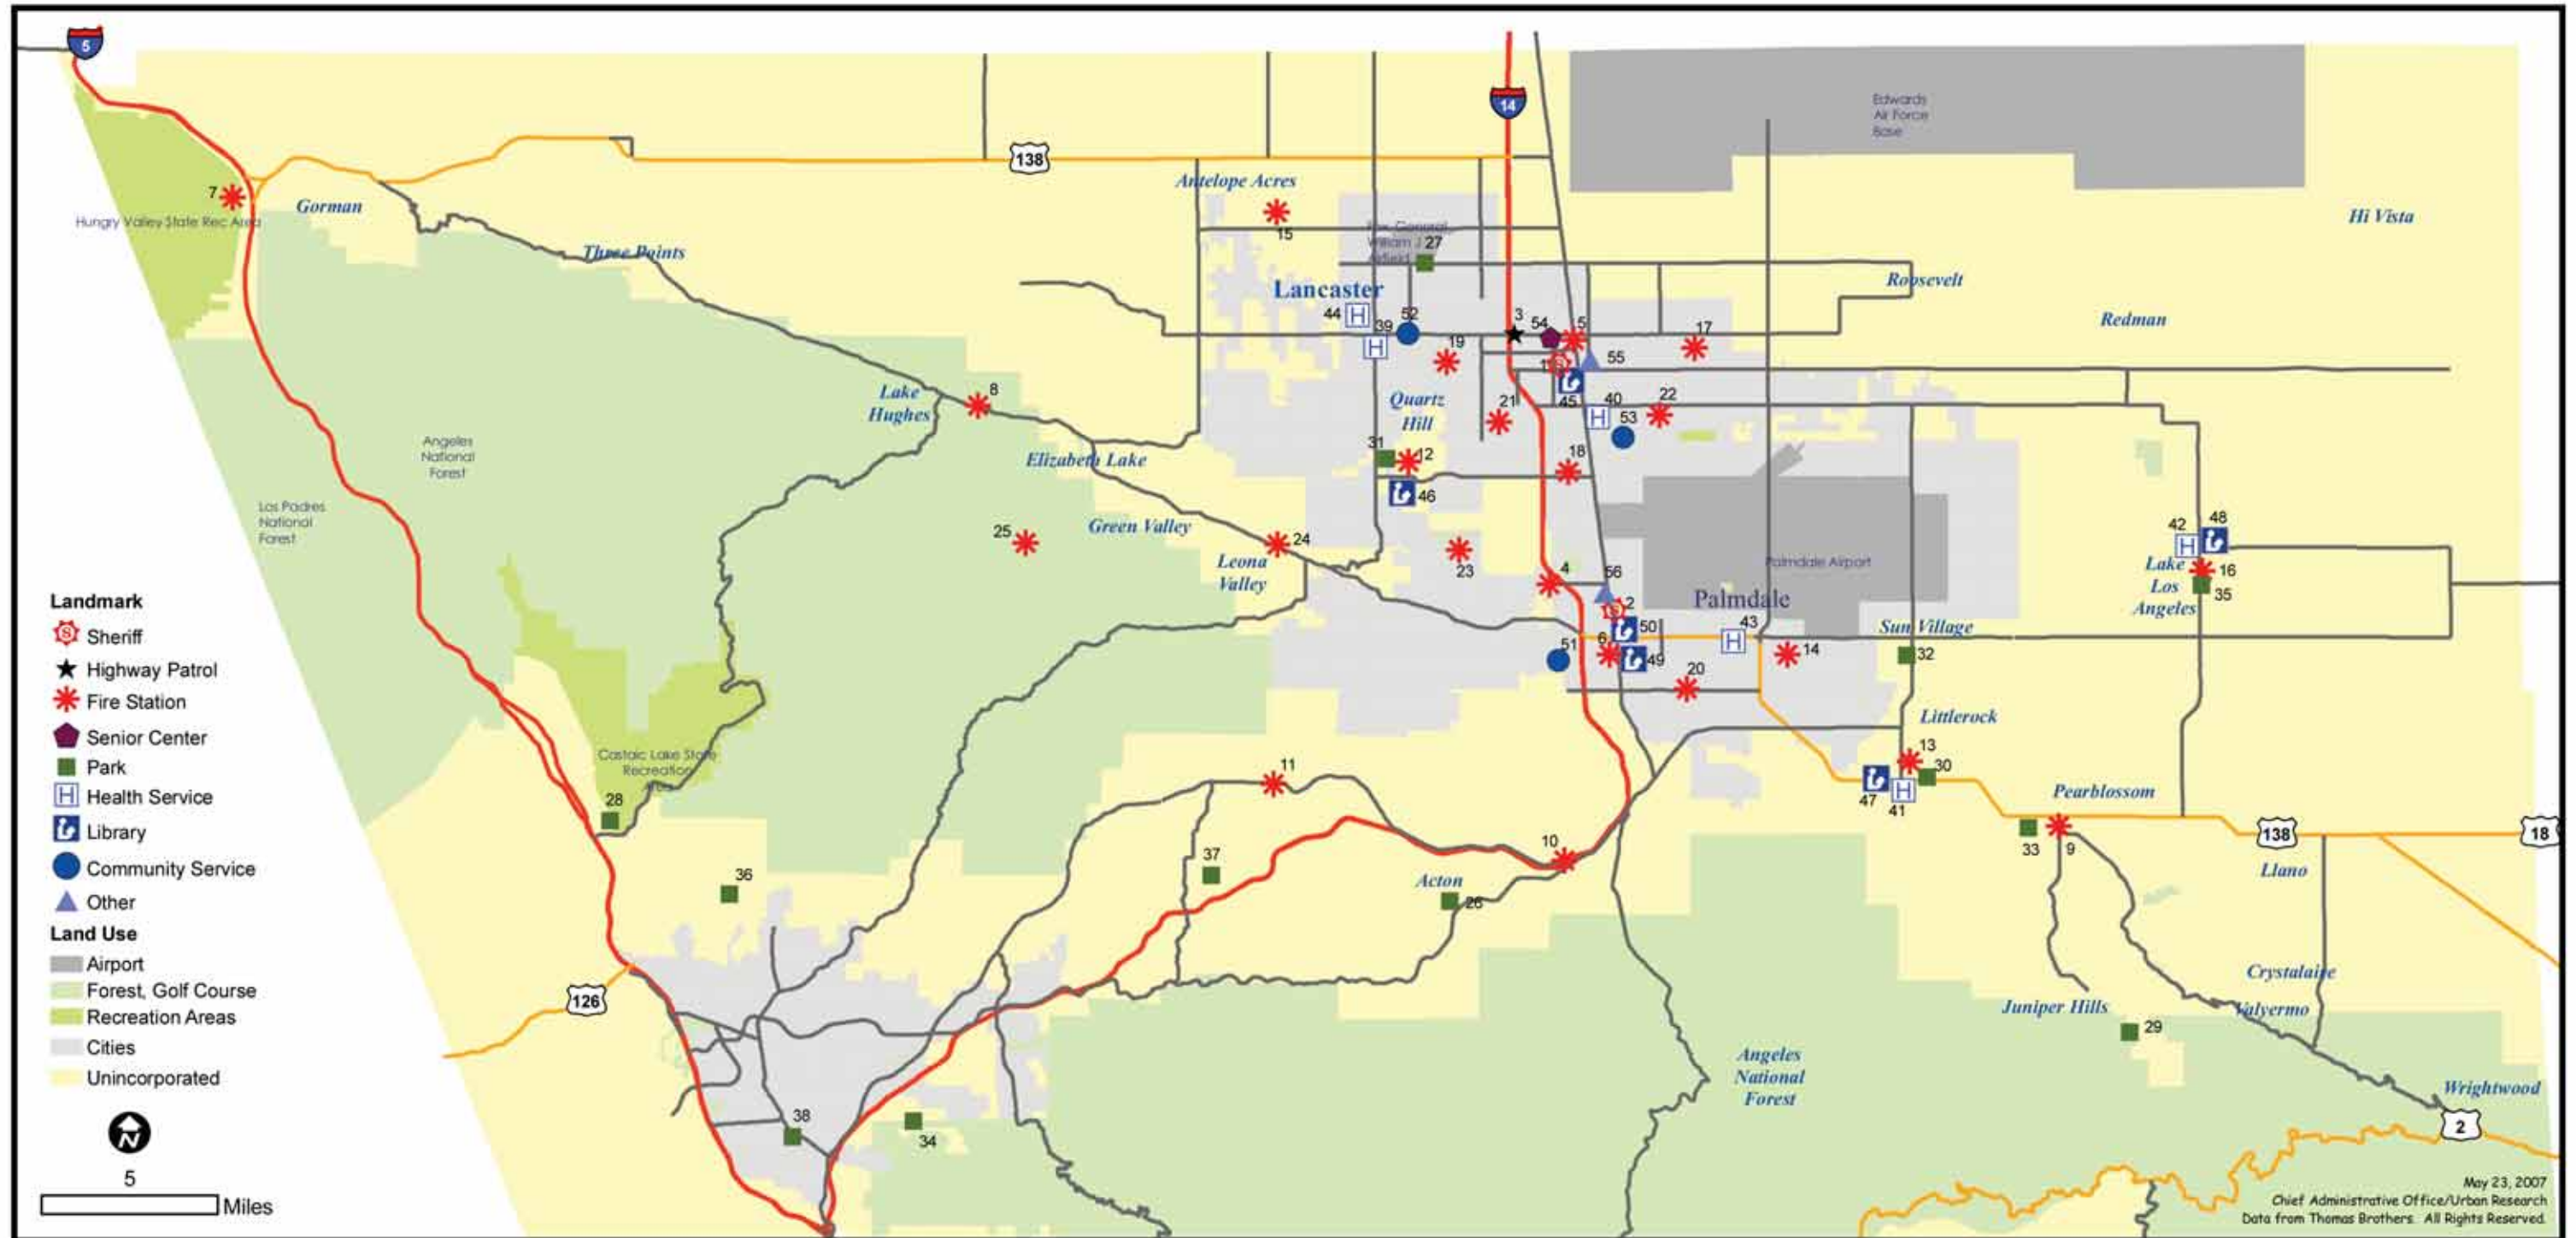 5
14
138
Edwards
Air Force
Base
Antelope Acres
7
Gorman
Hungry Valley State Rec Area
Hi Vista
15
Fox General
William J
Airfield
27
Three Points
Roosevelt
Lancaster
44
39
52
3
54
5
17
Redman
19
1
55
8
Lake
Hughes
Quartz
Hill
21
45
40
53
22
Angeles
National
Forest
31
12
18
Elizabeth Lake
46
Los Padres
National
Forest
25
Green Valley
24
Leona
Valley
23
4
56
Palmdale Airport
42
48
Lake
Los
Angeles
16
35
2
Palmdale
50
43
Sun Village
51
6
49
14
32
20
Littlerock
Castaic Lake State
Recreation
Area
28
11
13
30
47
41
Pearblossom
33
9
138
18
Llano
10
37
36
Acton
26
126
Crystalaire
Juniper Hills
Valyermo
29
Angeles
National
Forest
Wrightwood
2
38
34
Landmark
Sheriff
Highway Patrol
Fire Station
Senior Center
Park
Health Service
Library
Community Service
Other
Land Use
Airport
Forest, Golf Course
Recreation Areas
Cities
Unincorporated
N
5
Miles
May 23, 2007
Chief Administrative Office/Urban Research
Data from Thomas Brothers. All Rights Reserved.